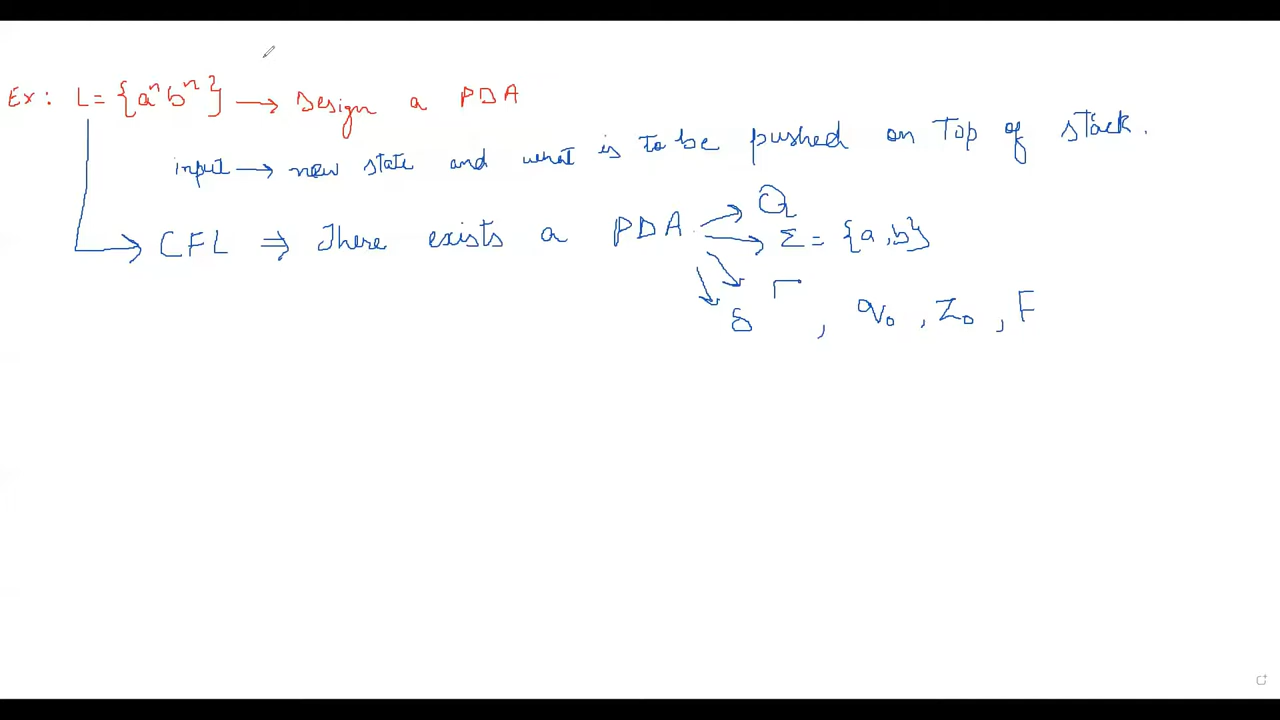 Ex: L = {aⁿbⁿ} → Design a PDA
input → new state and what is to be pushed on Top of stack.
CFL ⇒ There exists a PDA → Q
Σ = {a,b}
Γ
δ , q₀ , Z₀ , F